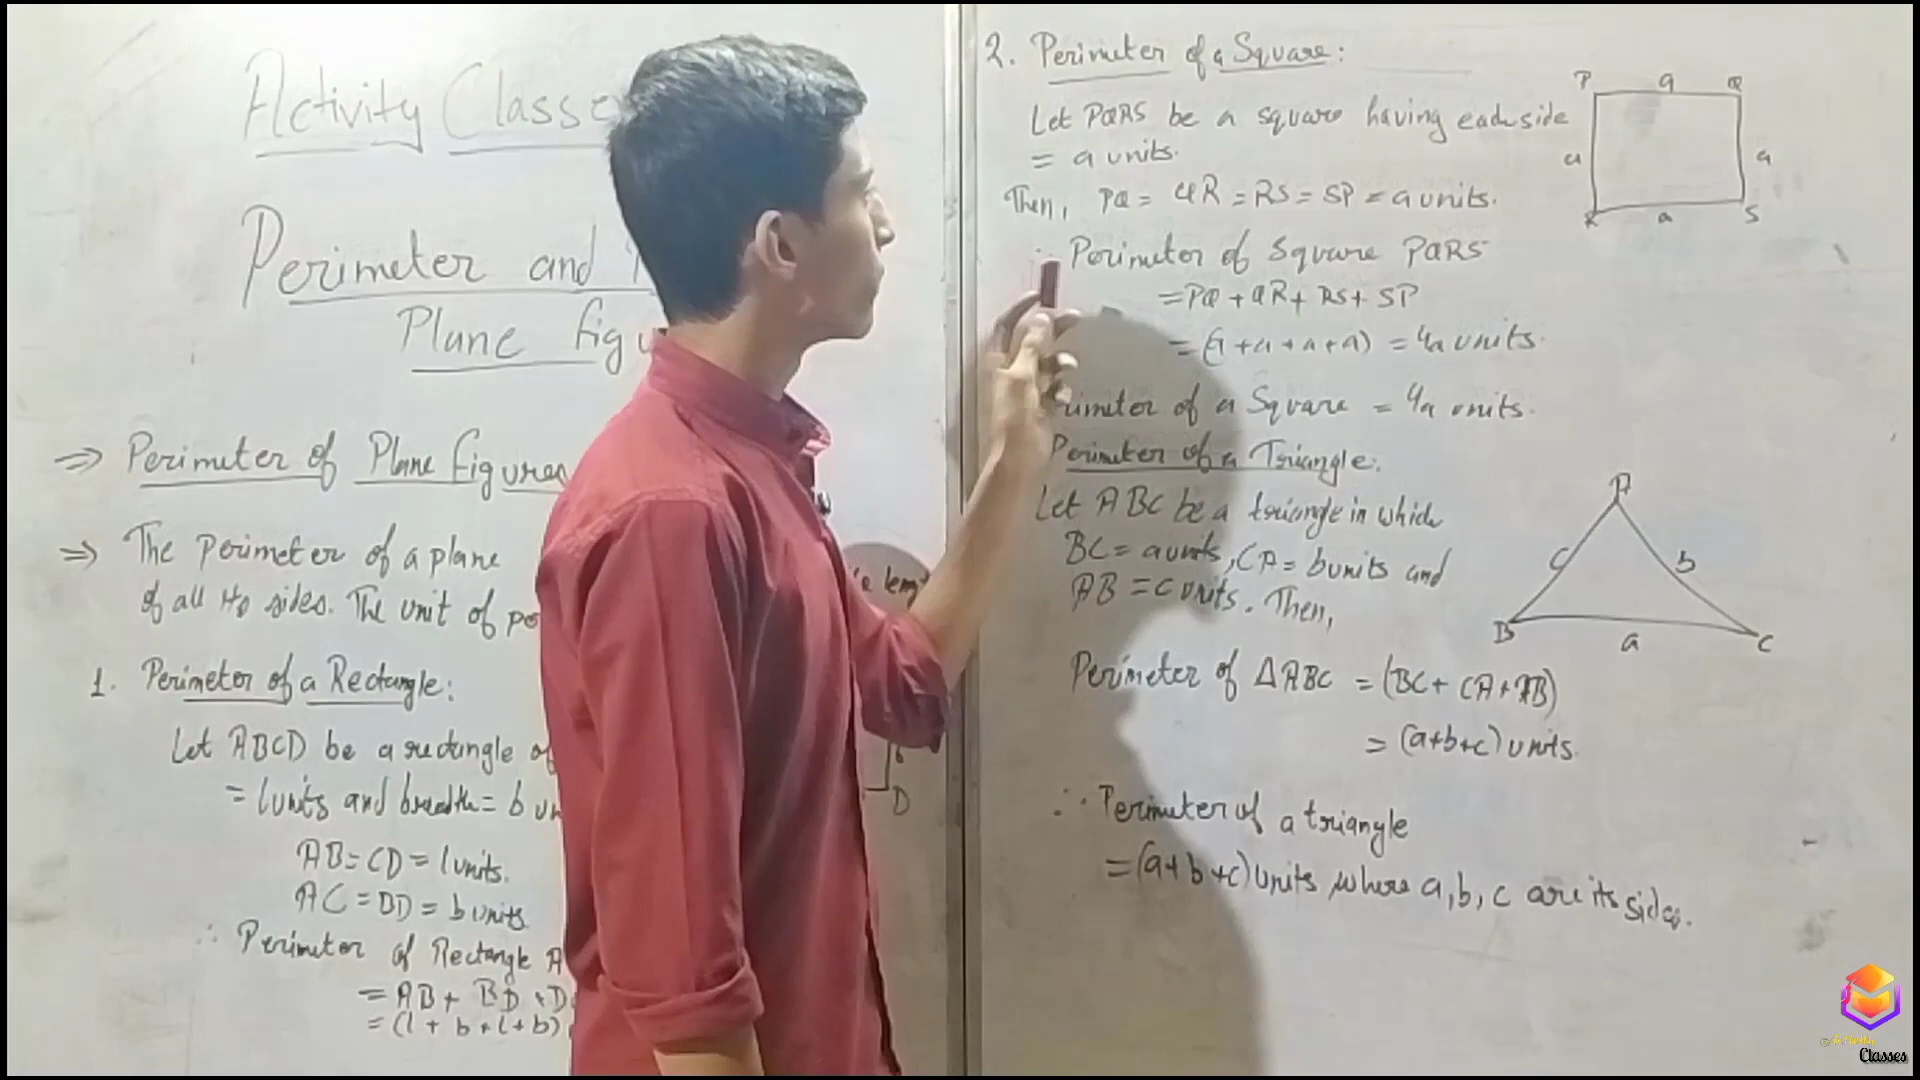 Activity Classe
Perimeter and
Plane figu
⇒ Perimeter of Plane figures
⇒ The perimeter of a plane
of all its sides. The unit of pe
e leng
1. Perimeter of a Rectangle:
Let ABCD be a rectangle of
= l units and breadth = b un
AB = CD = l units.
AC = BD = b units
∴ Perimeter of Rectangle A
= AB + BD + D
= (l + b + l + b)
b
D
2. Perimeter of a Square:
Let PQRS be a square having each side
= a units.
Then, PQ = QR = RS = SP = a units.
∴ Perimeter of Square PQRS
= PQ + QR + RS + SP
= (a + a + a + a) = 4a units.
rimeter of a Square = 4a units.
P a Q
a a
R a S
Perimeter of a Triangle:
Let ABC be a triangle in which
BC = a units, CA = b units and
AB = c units. Then,
A
c b
B a C
Perimeter of ΔABC = (BC + CA + AB)
= (a+b+c) units.
∴ Perimeter of a triangle
= (a+b+c) units, where a, b, c are its sides.
Activity
Classes